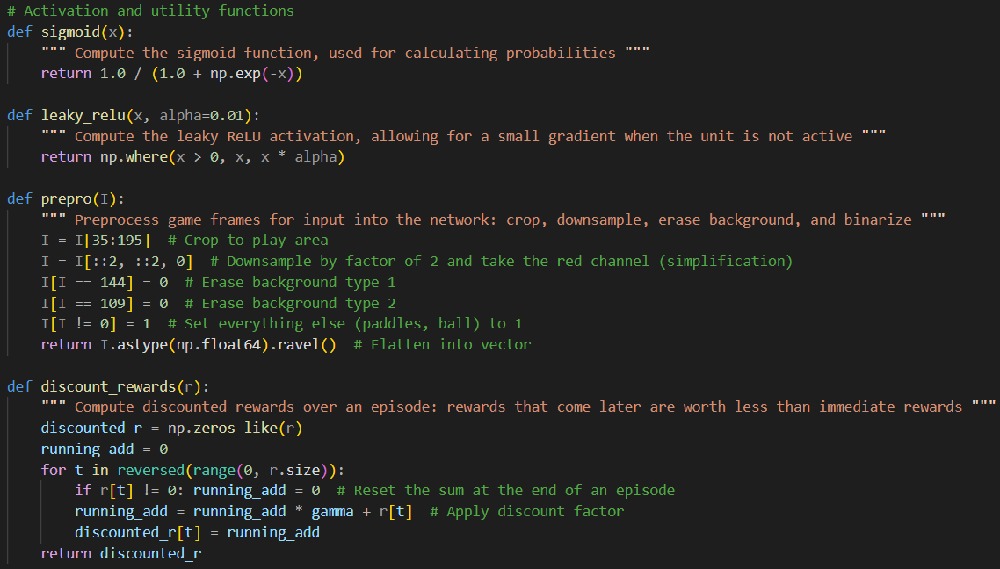 # Activation and utility functions
def sigmoid(x):
    """ Compute the sigmoid function, used for calculating probabilities """
    return 1.0 / (1.0 + np.exp(-x))

def leaky_relu(x, alpha=0.01):
    """ Compute the leaky ReLU activation, allowing for a small gradient when the unit is not active """
    return np.where(x > 0, x, x * alpha)

def prepro(I):
    """ Preprocess game frames for input into the network: crop, downsample, erase background, and binarize """
    I = I[35:195]  # Crop to play area
    I = I[::2, ::2, 0]  # Downsample by factor of 2 and take the red channel (simplification)
    I[I == 144] = 0  # Erase background type 1
    I[I == 109] = 0  # Erase background type 2
    I[I != 0] = 1  # Set everything else (paddles, ball) to 1
    return I.astype(np.float64).ravel()  # Flatten into vector

def discount_rewards(r):
    """ Compute discounted rewards over an episode: rewards that come later are worth less than immediate rewards """
    discounted_r = np.zeros_like(r)
    running_add = 0
    for t in reversed(range(0, r.size)):
        if r[t] != 0: running_add = 0  # Reset the sum at the end of an episode
        running_add = running_add * gamma + r[t]  # Apply discount factor
        discounted_r[t] = running_add
    return discounted_r